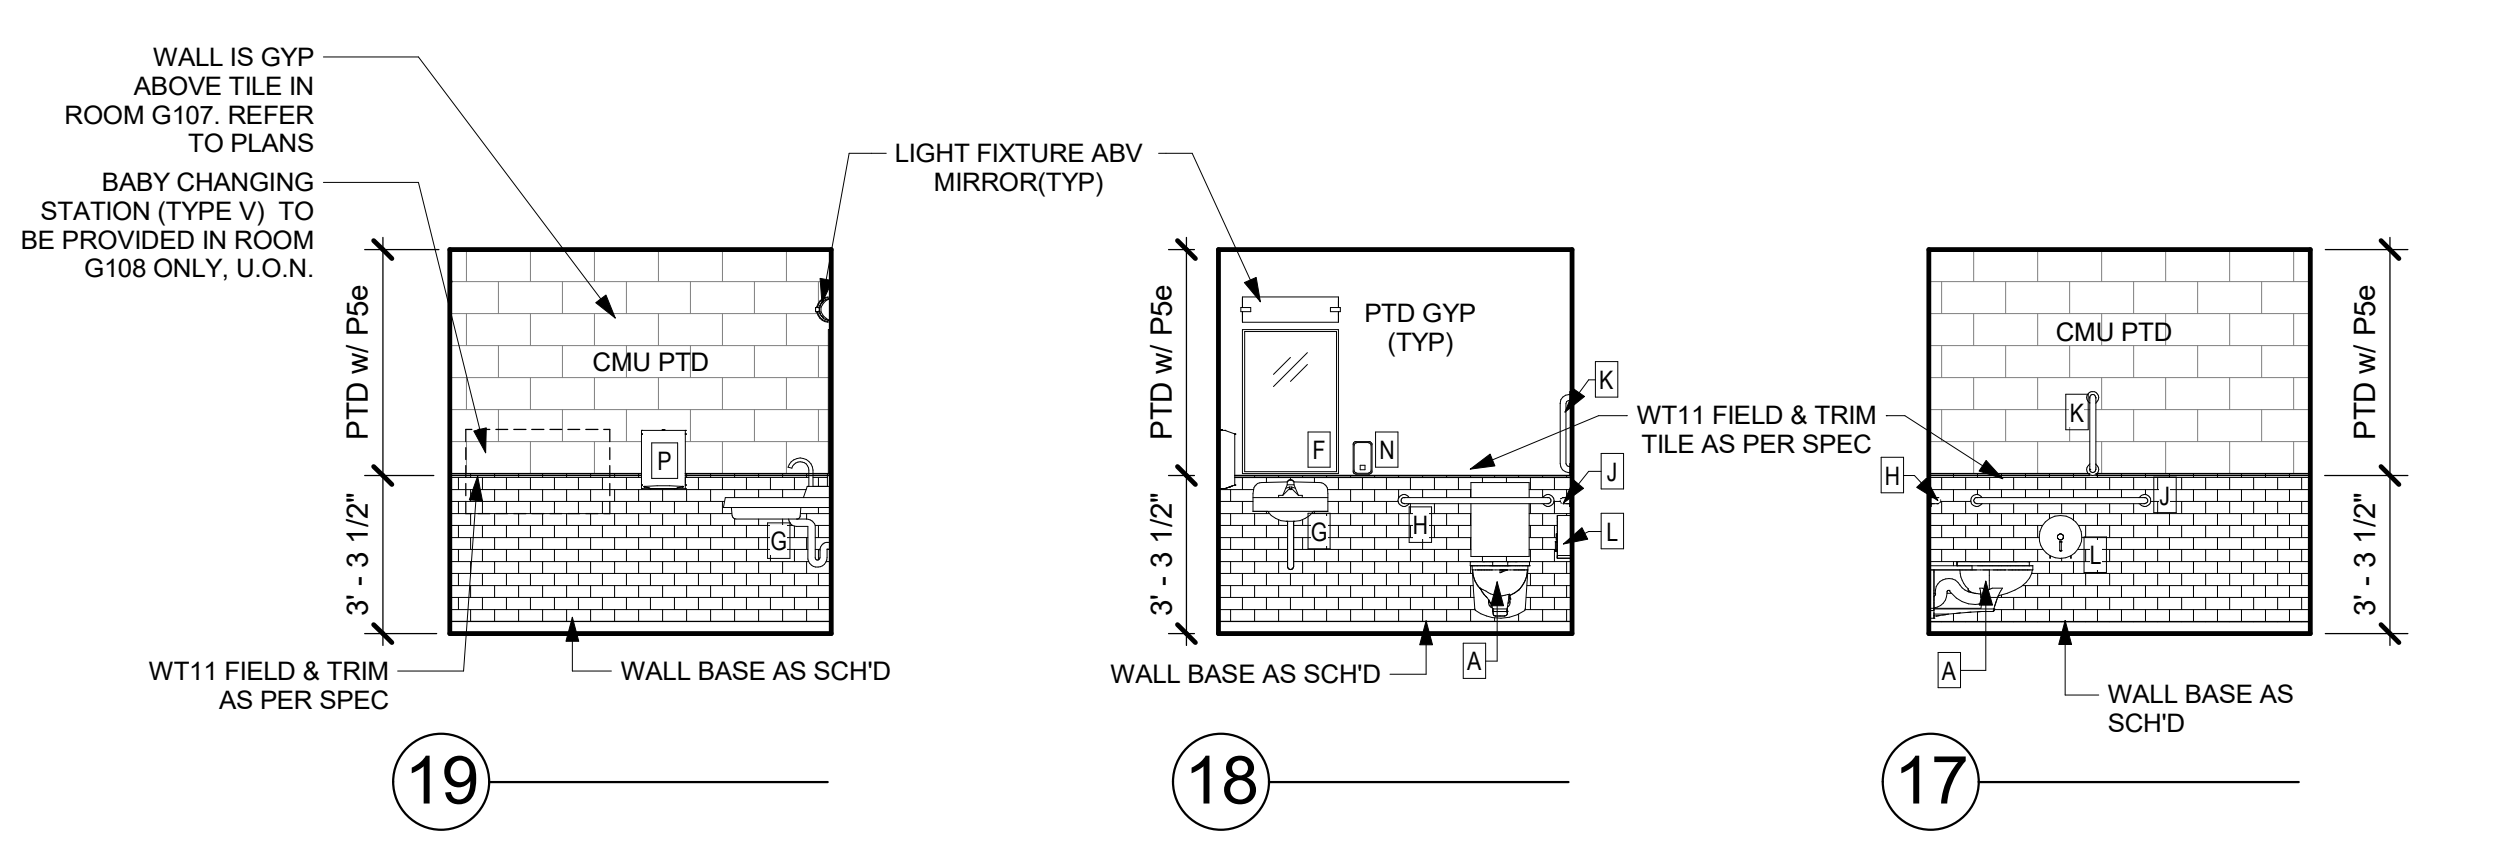 WALL IS GYP
ABOVE TILE IN
ROOM G107. REFER
TO PLANS
BABY CHANGING
STATION (TYPE V)  TO
BE PROVIDED IN ROOM
G108 ONLY, U.O.N.
PTD w/ P5e
3' - 3 1/2"
CMU PTD
P
G
WT11 FIELD & TRIM
AS PER SPEC
WALL BASE AS SCH'D
19
LIGHT FIXTURE ABV
MIRROR(TYP)
PTD w/ P5e
3' - 3 1/2"
PTD GYP
(TYP)
F
N
K
J
G
H
L
A
WALL BASE AS SCH'D
18
WT11 FIELD & TRIM
TILE AS PER SPEC
CMU PTD
K
H
J
L
A
PTD w/ P5e
3' - 3 1/2"
WALL BASE AS
SCH'D
17